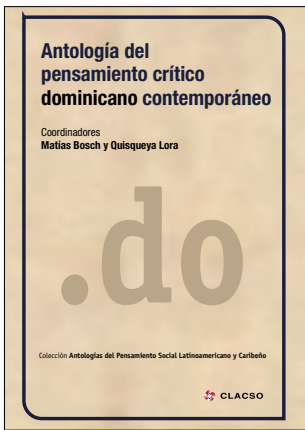 Antología del
pensamiento crítico
dominicano contemporáneo
Coordinadores
Matías Bosch y Quisqueya Lora
.do
Colección Antologías del Pensamiento Social Latinoamericano y Caribeño
CLACSO